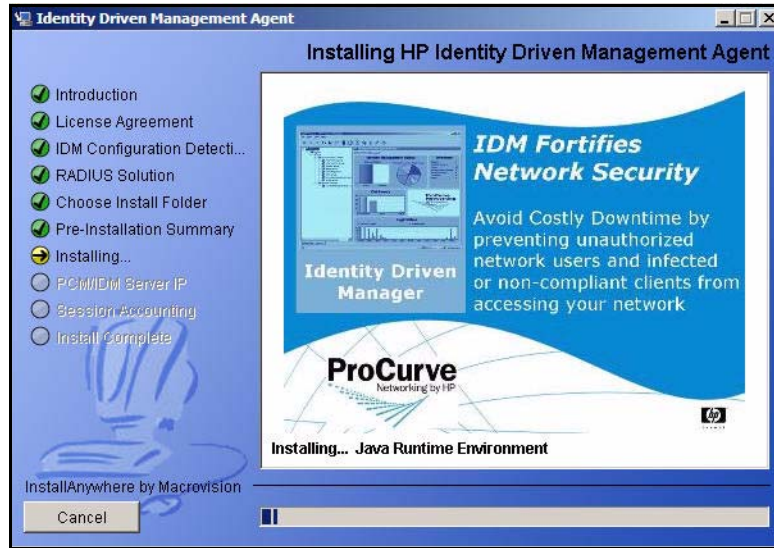 Identity Driven Management Agent
Installing HP Identity Driven Management Agent
Introduction
License Agreement
IDM Configuration Detecti...
RADIUS Solution
Choose Install Folder
Pre-Installation Summary
Installing...
PCM/IDM Server IP
Session Accounting
Install Complete
IDM Fortifies
Network Security
Avoid Costly Downtime by
preventing unauthorized
network users and infected
or non-compliant clients from
accessing your network
Identity Driven
Manager
ProCurve
Networking by HP
hp
Installing... Java Runtime Environment
InstallAnywhere by Macrovision
Cancel